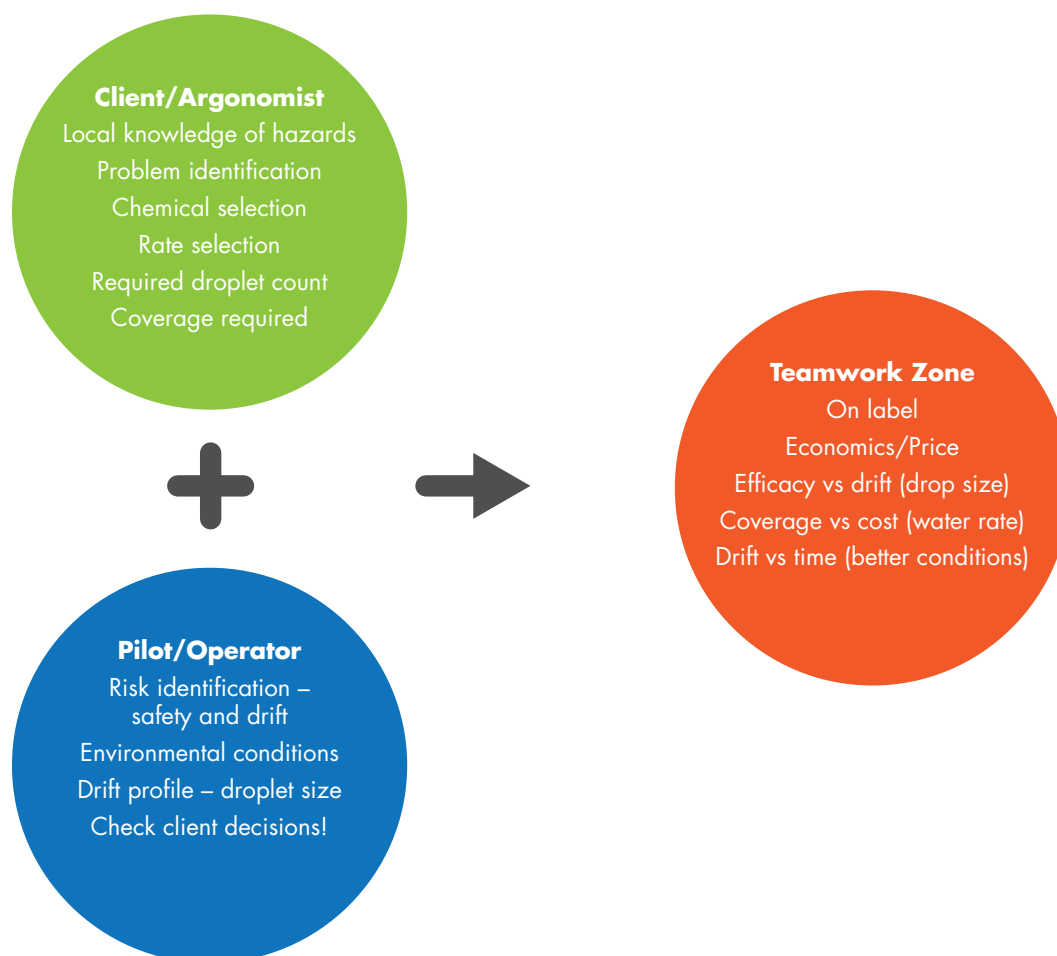 Client/Argonomist
Local knowledge of hazards
Problem identification
Chemical selection
Rate selection
Required droplet count
Coverage required
Pilot/Operator
Risk identification –
safety and drift
Environmental conditions
Drift profile – droplet size
Check client decisions!
Teamwork Zone
On label
Economics/Price
Efficacy vs drift (drop size)
Coverage vs cost (water rate)
Drift vs time (better conditions)